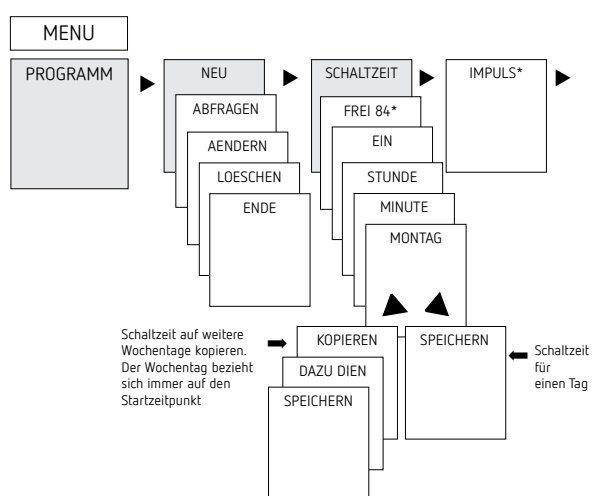 MENU
PROGRAMM
NEU
ABFRAGEN
AENDERN
LOESCHEN
ENDE
SCHALTZEIT
FREI 84*
EIN
STUNDE
MINUTE
MONTAG
IMPULS*
Schaltzeit auf weitere
Wochentage kopieren.
Der Wochentag bezieht
sich immer auf den
Startzeitpunkt
KOPIEREN
DAZU DIEN
SPEICHERN
SPEICHERN
Schaltzeit
für
einen Tag